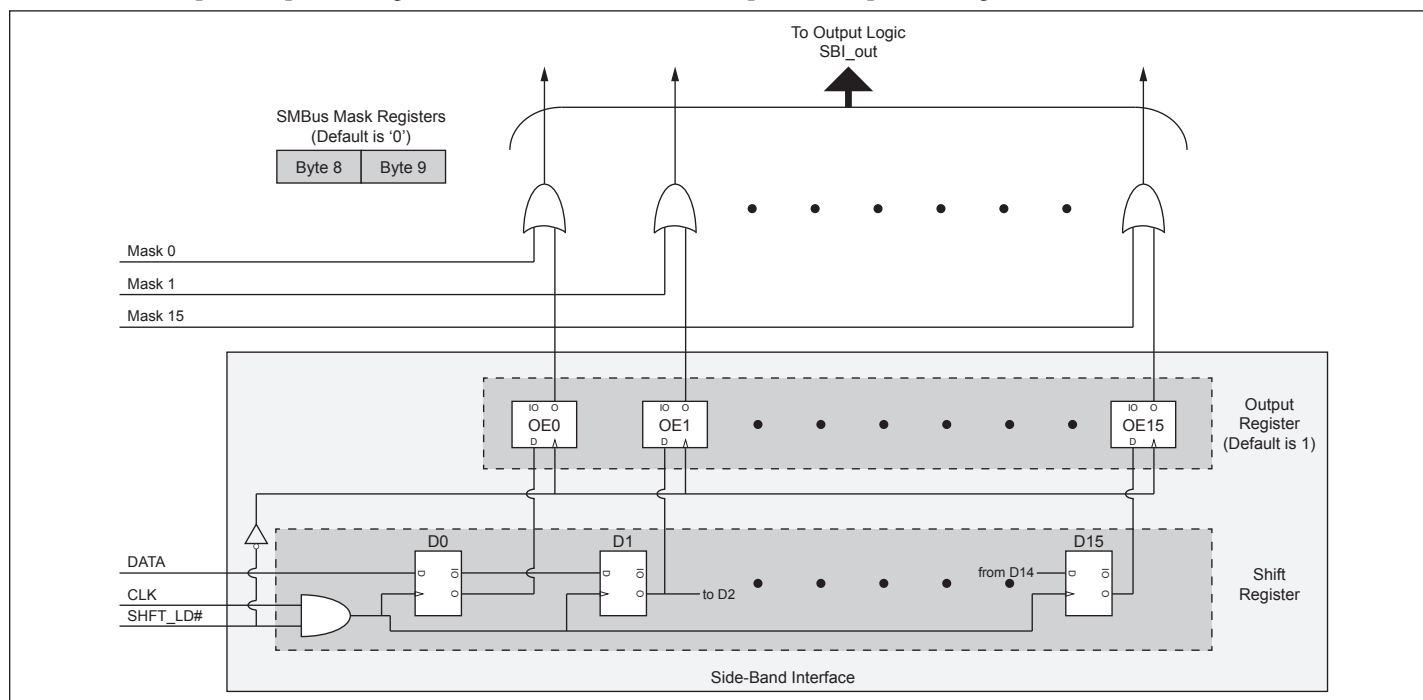 To Output Logic
SBI_out
SMBus Mask Registers
(Default is ‘0’)
Byte 8 Byte 9
Mask 0
Mask 1
Mask 15
IO O
OE0
D
IO O
OE1
D
IO O
OE15
D
Output
Register
(Default is 1)
D0
D1
D15
DATA
D IO
O
D IO
O
to D2
from D14
D IO
O
Shift
Register
CLK
SHFT_LD#
Side-Band Interface